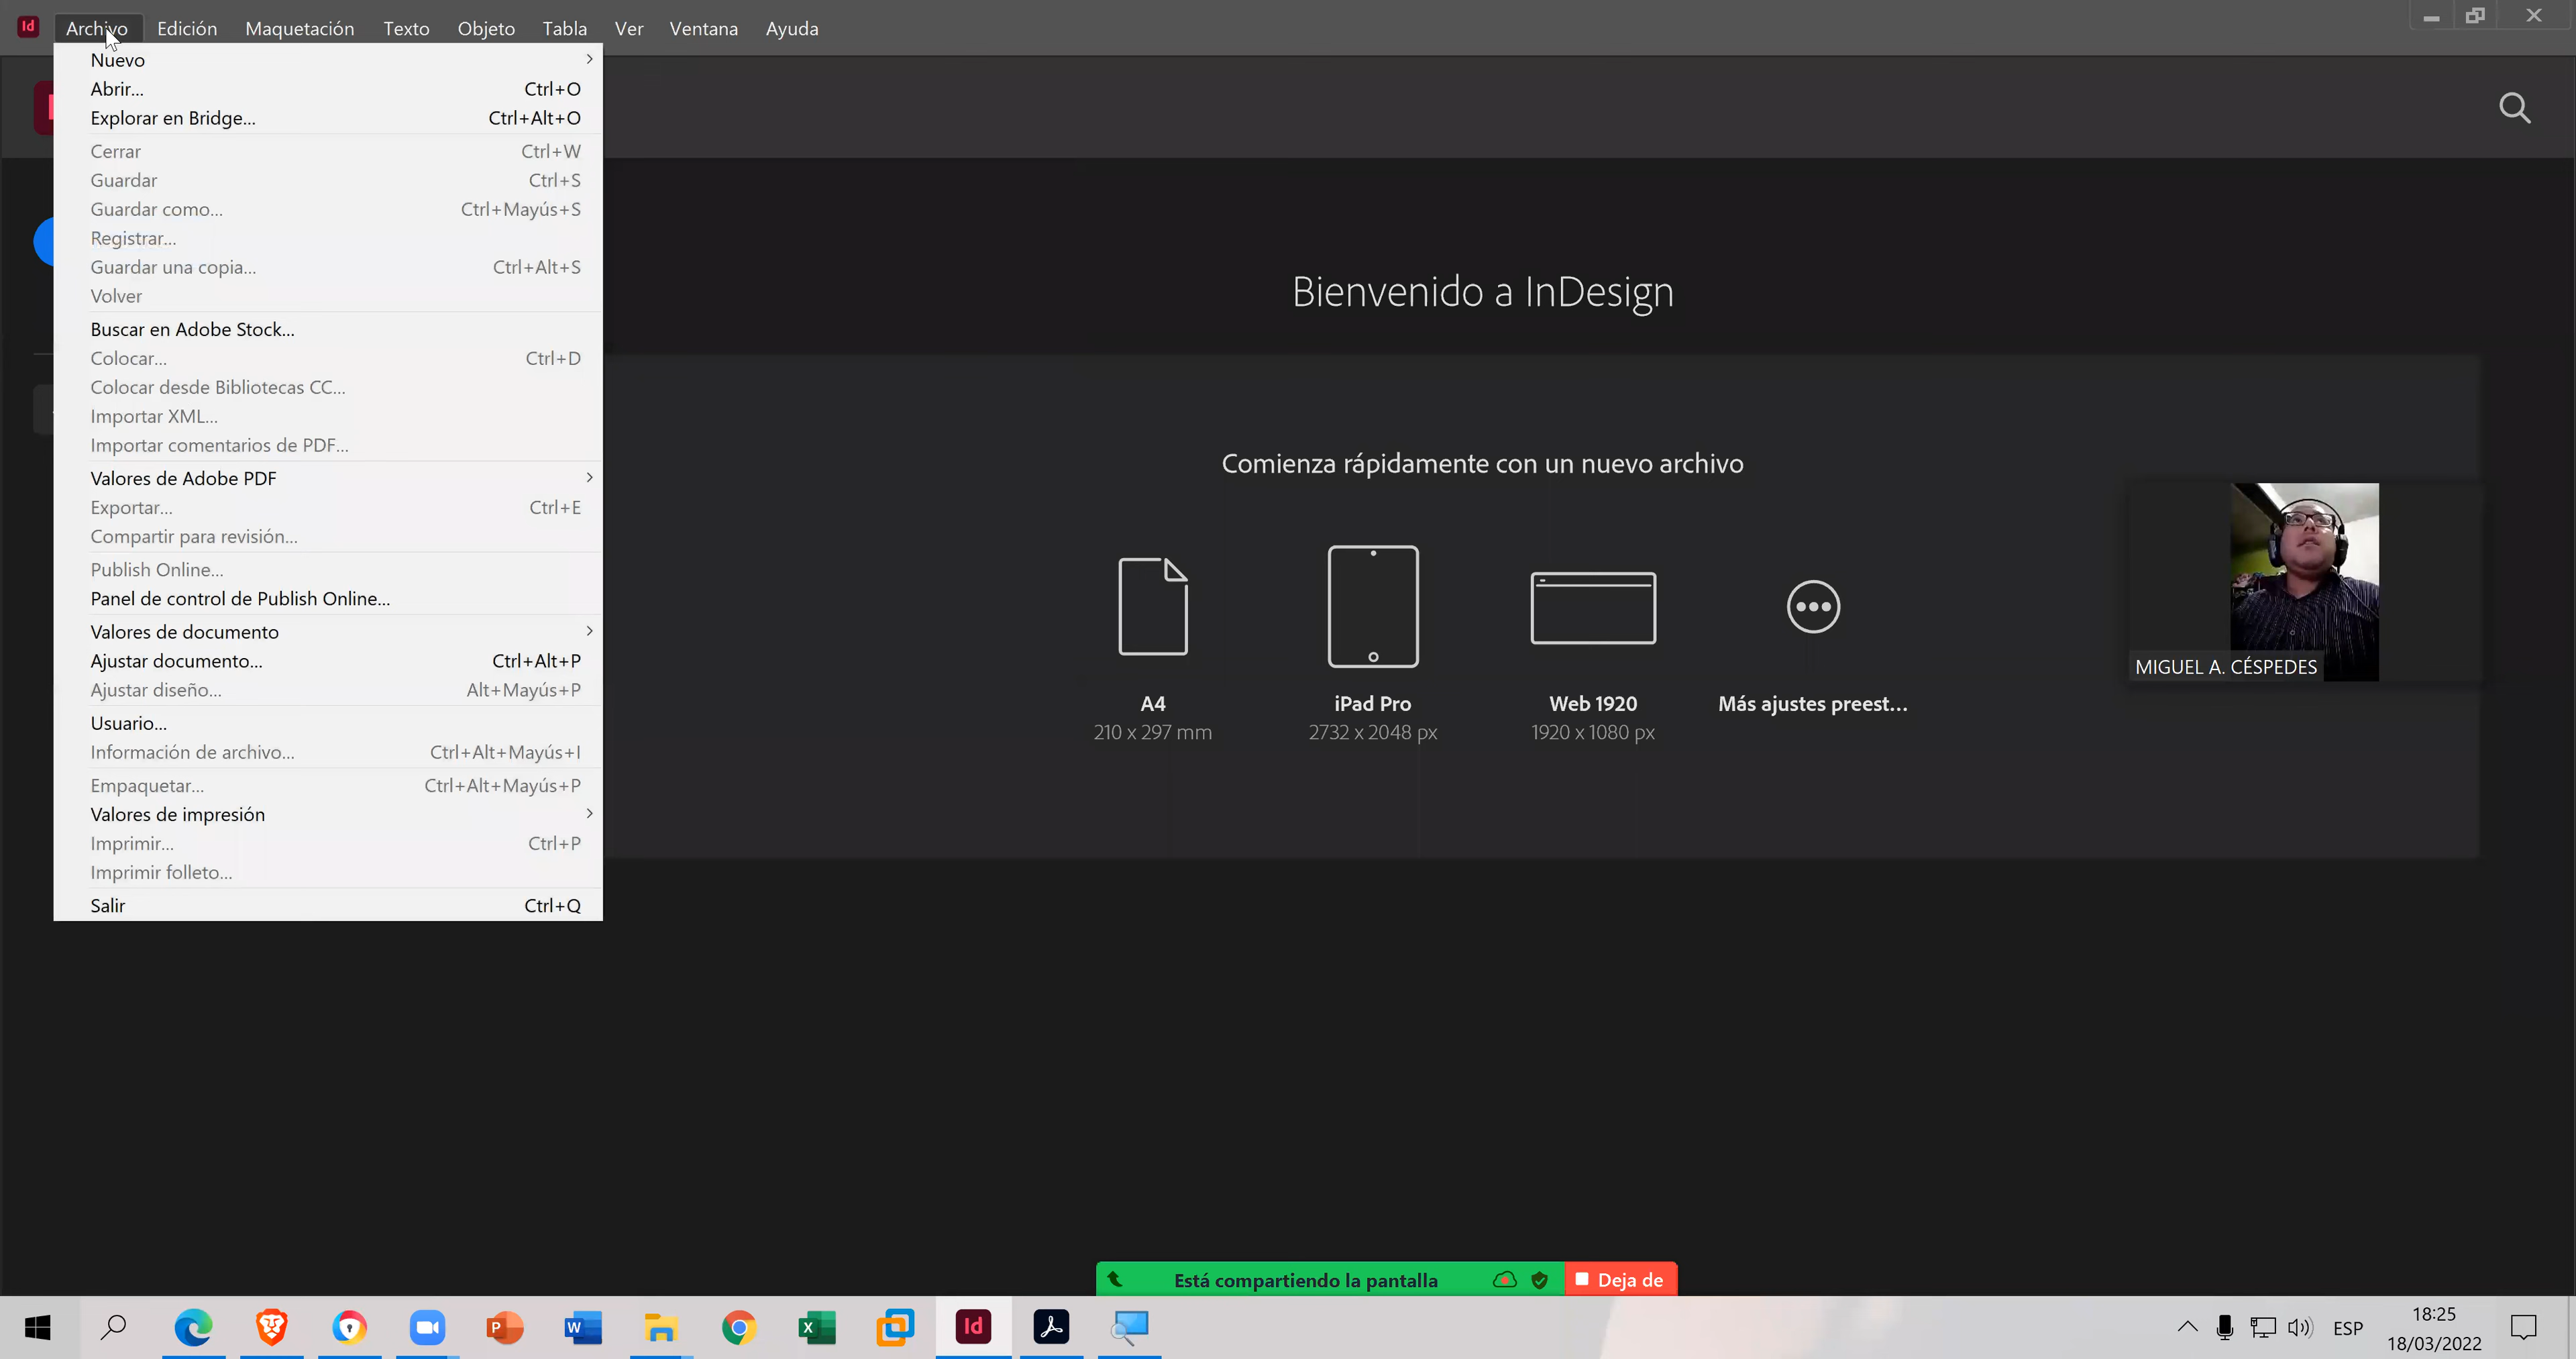 Id Archivo Edición Maquetación Texto Objeto Tabla Ver Ventana Ayuda
Nuevo
Abrir... Ctrl+O
Explorar en Bridge... Ctrl+Alt+O
Cerrar Ctrl+W
Guardar Ctrl+S
Guardar como... Ctrl+Mayús+S
Registrar...
Guardar una copia... Ctrl+Alt+S
Volver
Buscar en Adobe Stock...
Colocar... Ctrl+D
Colocar desde Bibliotecas CC...
Importar XML...
Importar comentarios de PDF...
Valores de Adobe PDF
Exportar... Ctrl+E
Compartir para revisión...
Publish Online...
Panel de control de Publish Online...
Valores de documento
Ajustar documento... Ctrl+Alt+P
Ajustar diseño... Alt+Mayús+P
Usuario...
Información de archivo... Ctrl+Alt+Mayús+I
Empaquetar... Ctrl+Alt+Mayús+P
Valores de impresión
Imprimir... Ctrl+P
Imprimir folleto...
Salir Ctrl+Q
Bienvenido a InDesign
Comienza rápidamente con un nuevo archivo
A4 iPad Pro Web 1920 Más ajustes preest...
210 x 297 mm 2732 x 2048 px 1920 x 1080 px
MIGUEL A. CÉSPEDES
Está compartiendo la pantalla Deja de
P W X Id ESP 18:25
18/03/2022